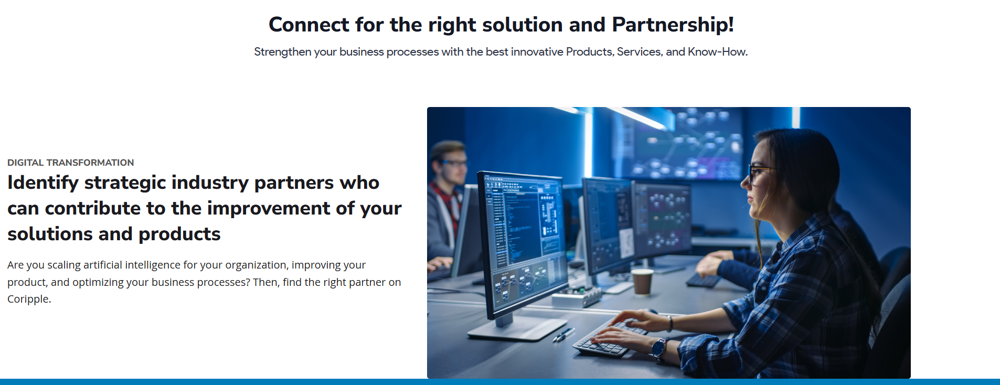 Connect for the right solution and Partnership!
Strengthen your business processes with the best innovative Products, Services, and Know-How.
DIGITAL TRANSFORMATION
Identify strategic industry partners who
can contribute to the improvement of your
solutions and products
Are you scaling artificial intelligence for your organization, improving your
product, and optimizing your business processes? Then, find the right partner on
Coripple.